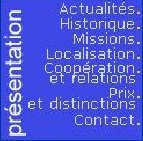 présentation
Actualités.
Historique.
Missions.
Localisation.
Coopération.
et relations
Prix.
et distinctions
Contact.